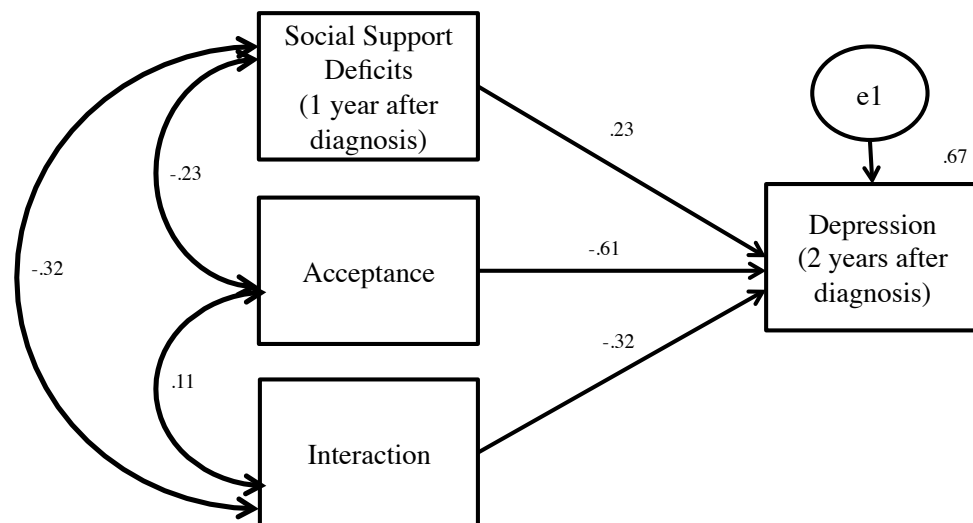 Social Support
Deficits
(1 year after
diagnosis)
e1
.23
.67
-.23
Depression
(2 years after
diagnosis)
Acceptance
-.61
-.32
-.32
.11
Interaction